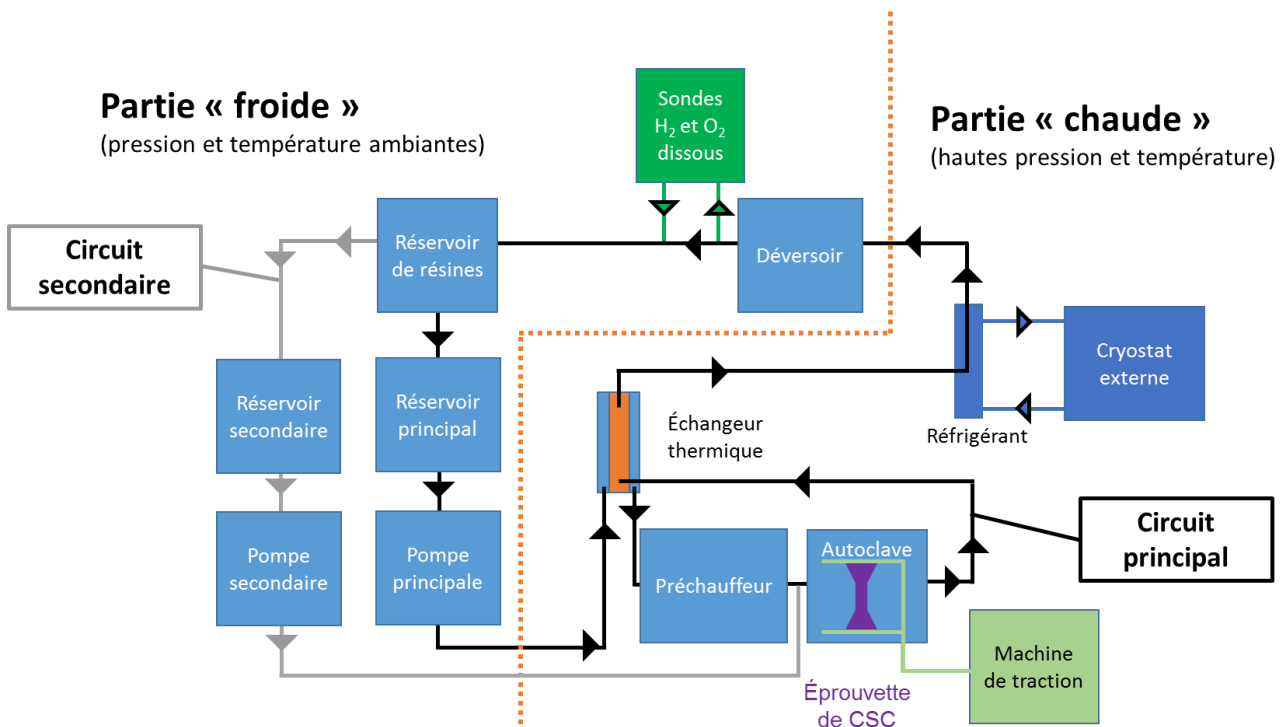 Partie « froide »
(pression et température ambiantes)
Sondes
H₂ et O₂
dissous
Partie « chaude »
(hautes pression et température)
Circuit
secondaire
Réservoir
de résines
Déversoir
Cryostat
externe
Réservoir
secondaire
Réservoir
principal
Échangeur
thermique
Réfrigérant
Pompe
secondaire
Pompe
principale
Préchauffeur
Autoclave
Circuit
principal
Machine
de traction
Éprouvette
de CSC